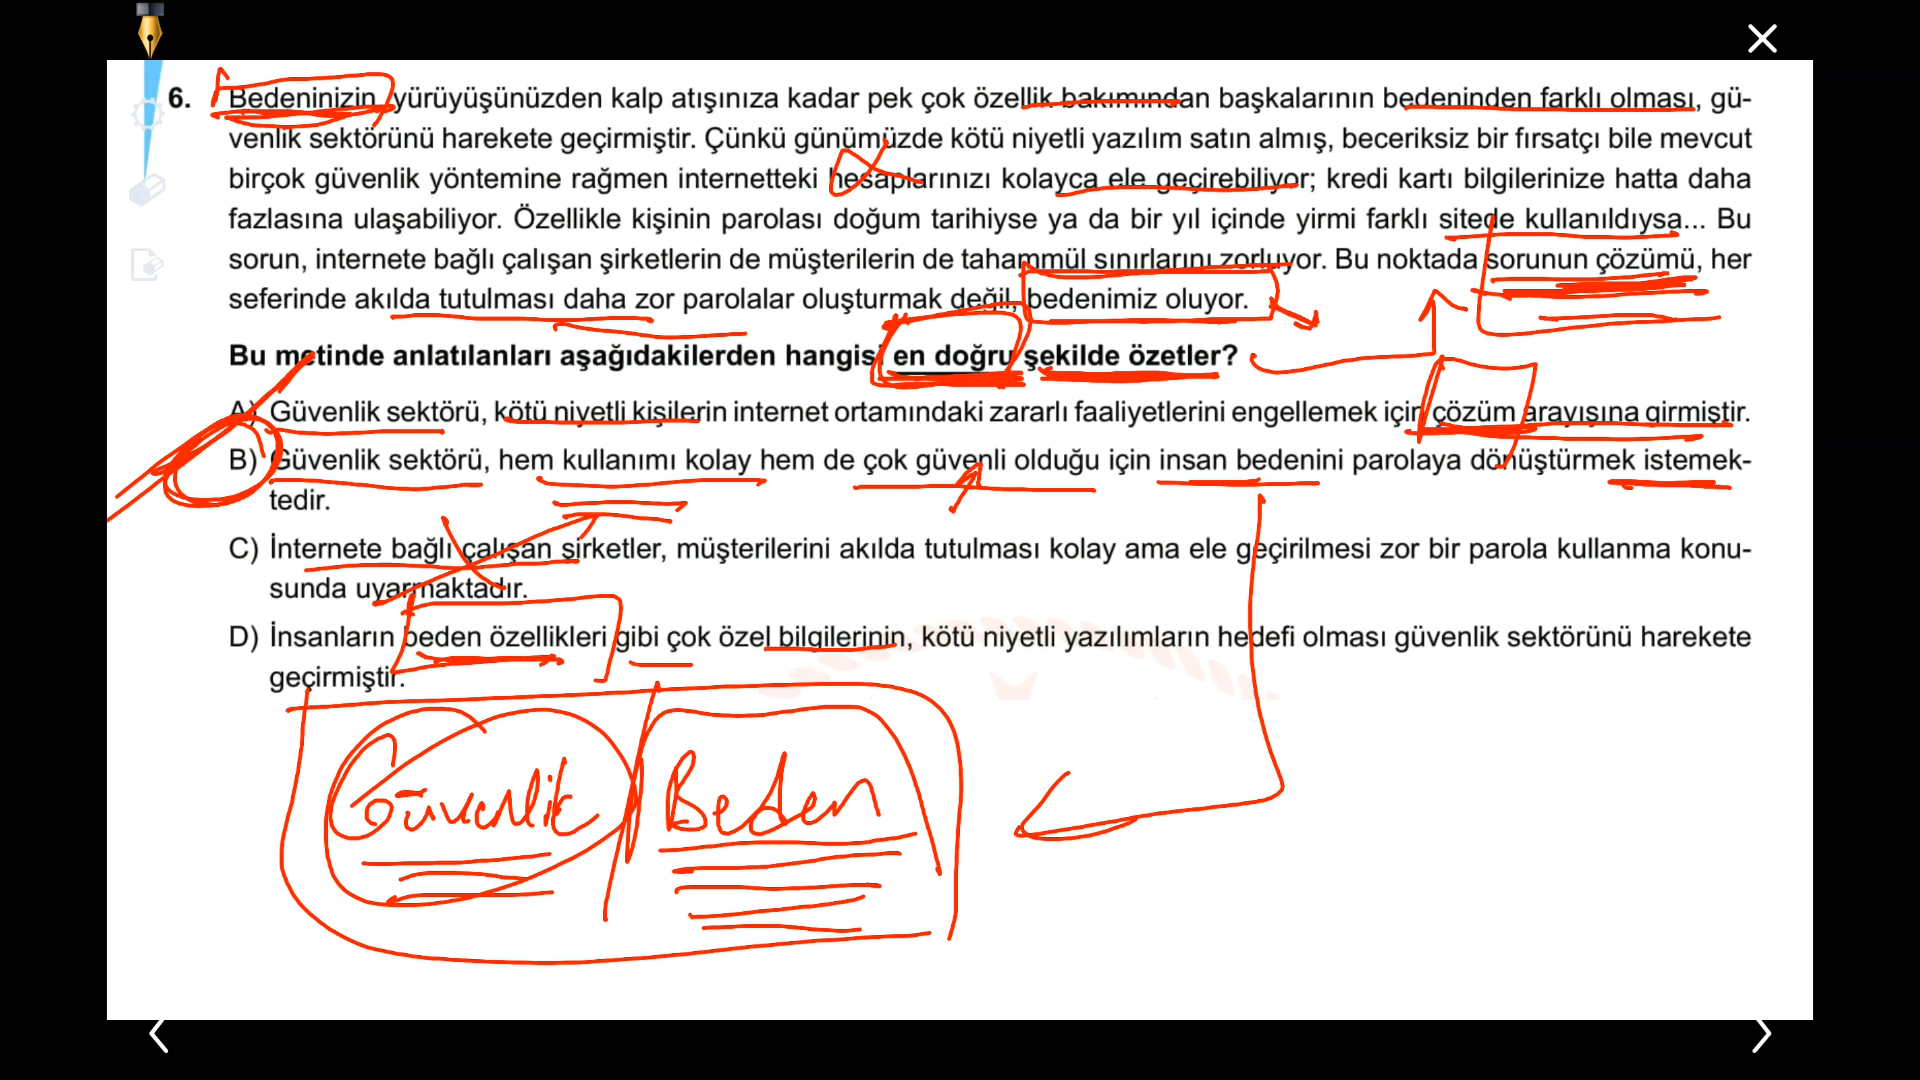 6. Bedeninizin yürüyüşünüzden kalp atışınıza kadar pek çok özellik bakımından başkalarının bedeninden farklı olması, gü-
venlik sektörünü harekete geçirmiştir. Çünkü günümüzde kötü niyetli yazılım satın almış, beceriksiz bir fırsatçı bile mevcut
birçok güvenlik yöntemine rağmen internetteki hesaplarınızı kolayca ele geçirebiliyor; kredi kartı bilgilerinize hatta daha
fazlasına ulaşabiliyor. Özellikle kişinin parolası doğum tarihiyse ya da bir yıl içinde yirmi farklı sitede kullanıldıysa... Bu
sorun, internete bağlı çalışan şirketlerin de müşterilerin de tahammül sınırlarını zorluyor. Bu noktada sorunun çözümü, her
seferinde akılda tutulması daha zor parolalar oluşturmak değil, bedenimiz oluyor.
Bu metinde anlatılanları aşağıdakilerden hangisi en doğru şekilde özetler?
A) Güvenlik sektörü, kötü niyetli kişilerin internet ortamındaki zararlı faaliyetlerini engellemek için çözüm arayışına girmiştir.
B) Güvenlik sektörü, hem kullanımı kolay hem de çok güvenli olduğu için insan bedenini parolaya dönüştürmek istemek-
tedir.
C) İnternete bağlı çalışan şirketler, müşterilerini akılda tutulması kolay ama ele geçirilmesi zor bir parola kullanma konu-
sunda uyarmaktadır.
D) İnsanların beden özellikleri gibi çok özel bilgilerinin, kötü niyetli yazılımların hedefi olması güvenlik sektörünü harekete
geçirmiştir.
Güvenlik Beden